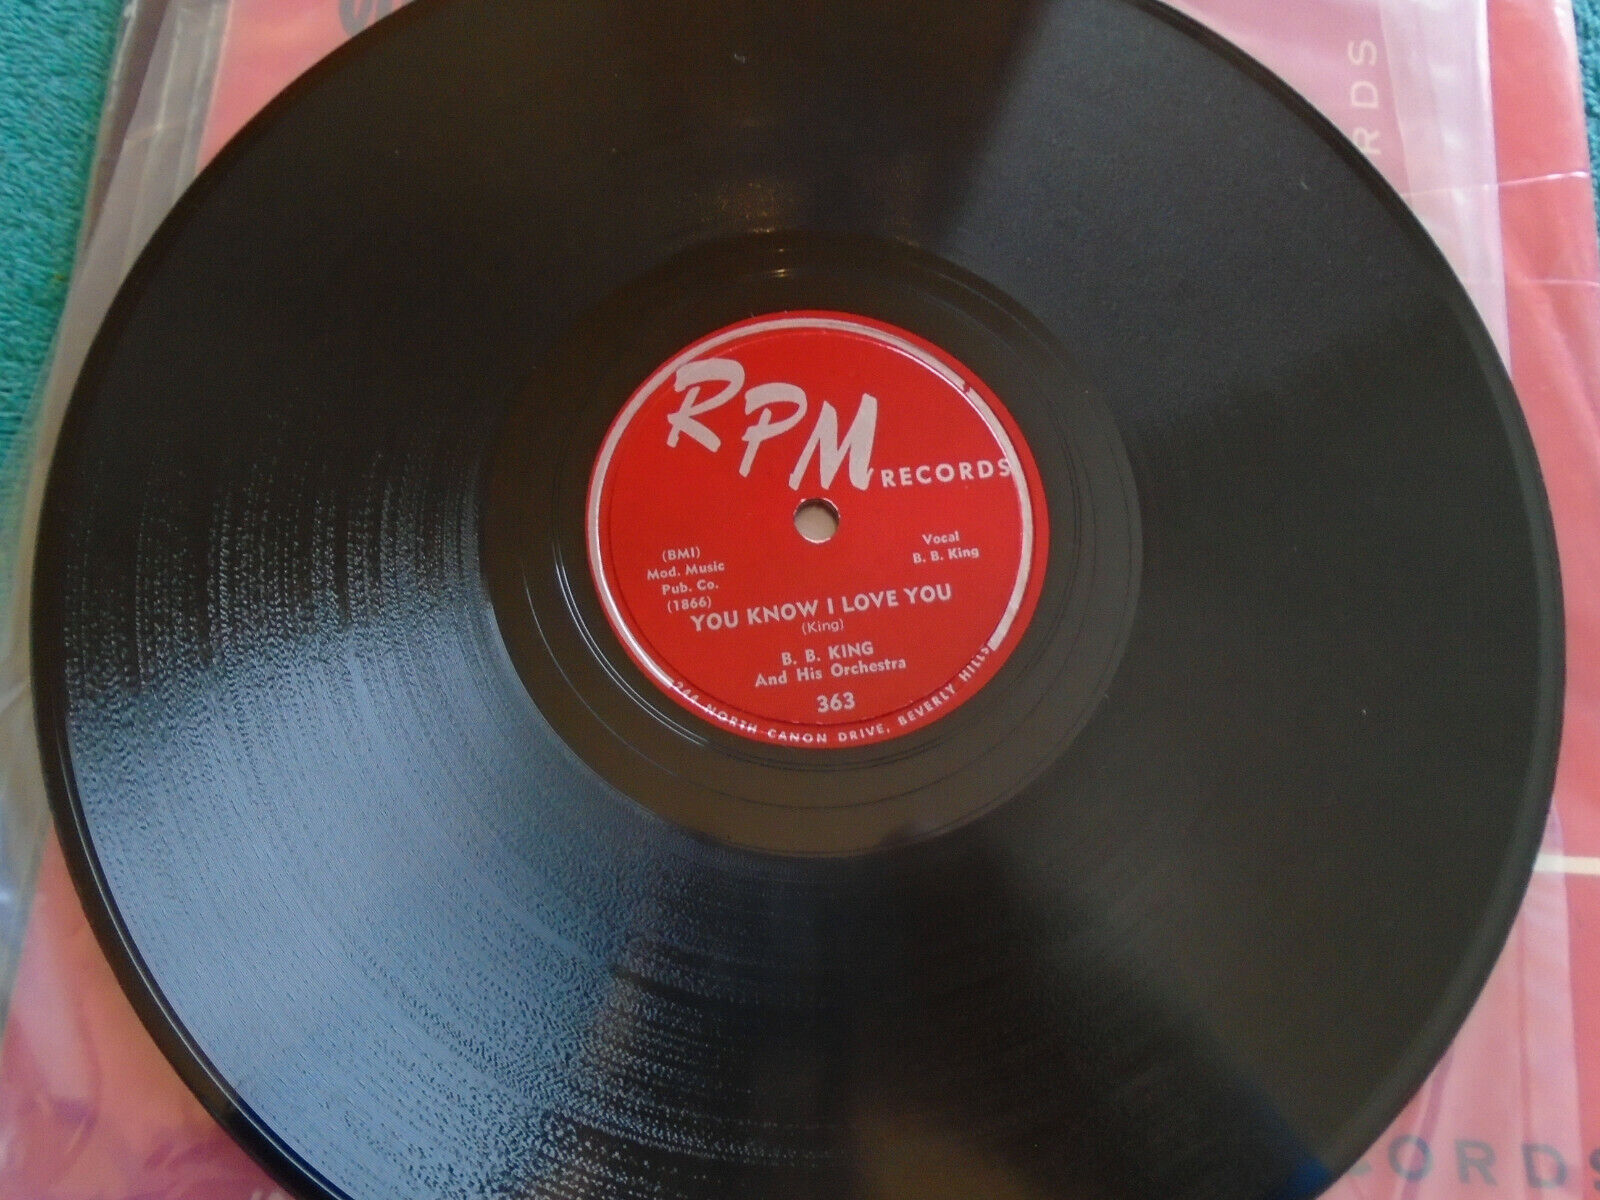 RPM RECORDS
(BMI)
Mod. Music
Pub. Co.
(1866)
Vocal
B. B. King
YOU KNOW I LOVE YOU
(King)
B. B. KING
And His Orchestra
363
244 NORTH CANON DRIVE, BEVERLY HILLS